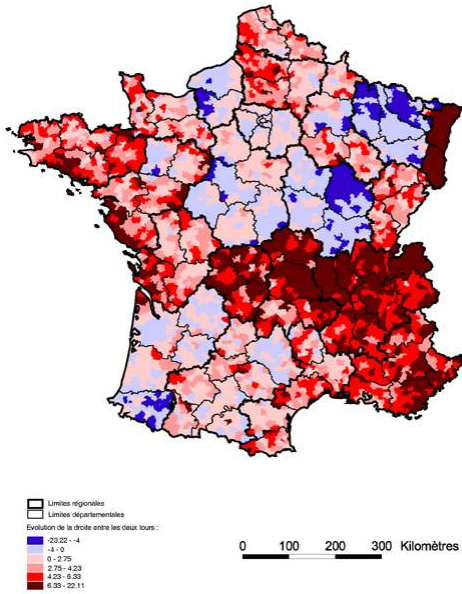 Limites régionales
Limites départementales
Evolution de la droite entre les deux tours :
-23.22 - -4
-4 - 0
0 - 2.75
2.75 - 4.23
4.23 - 6.33
6.33 - 22.11
0 100 200 300 Kilomètres